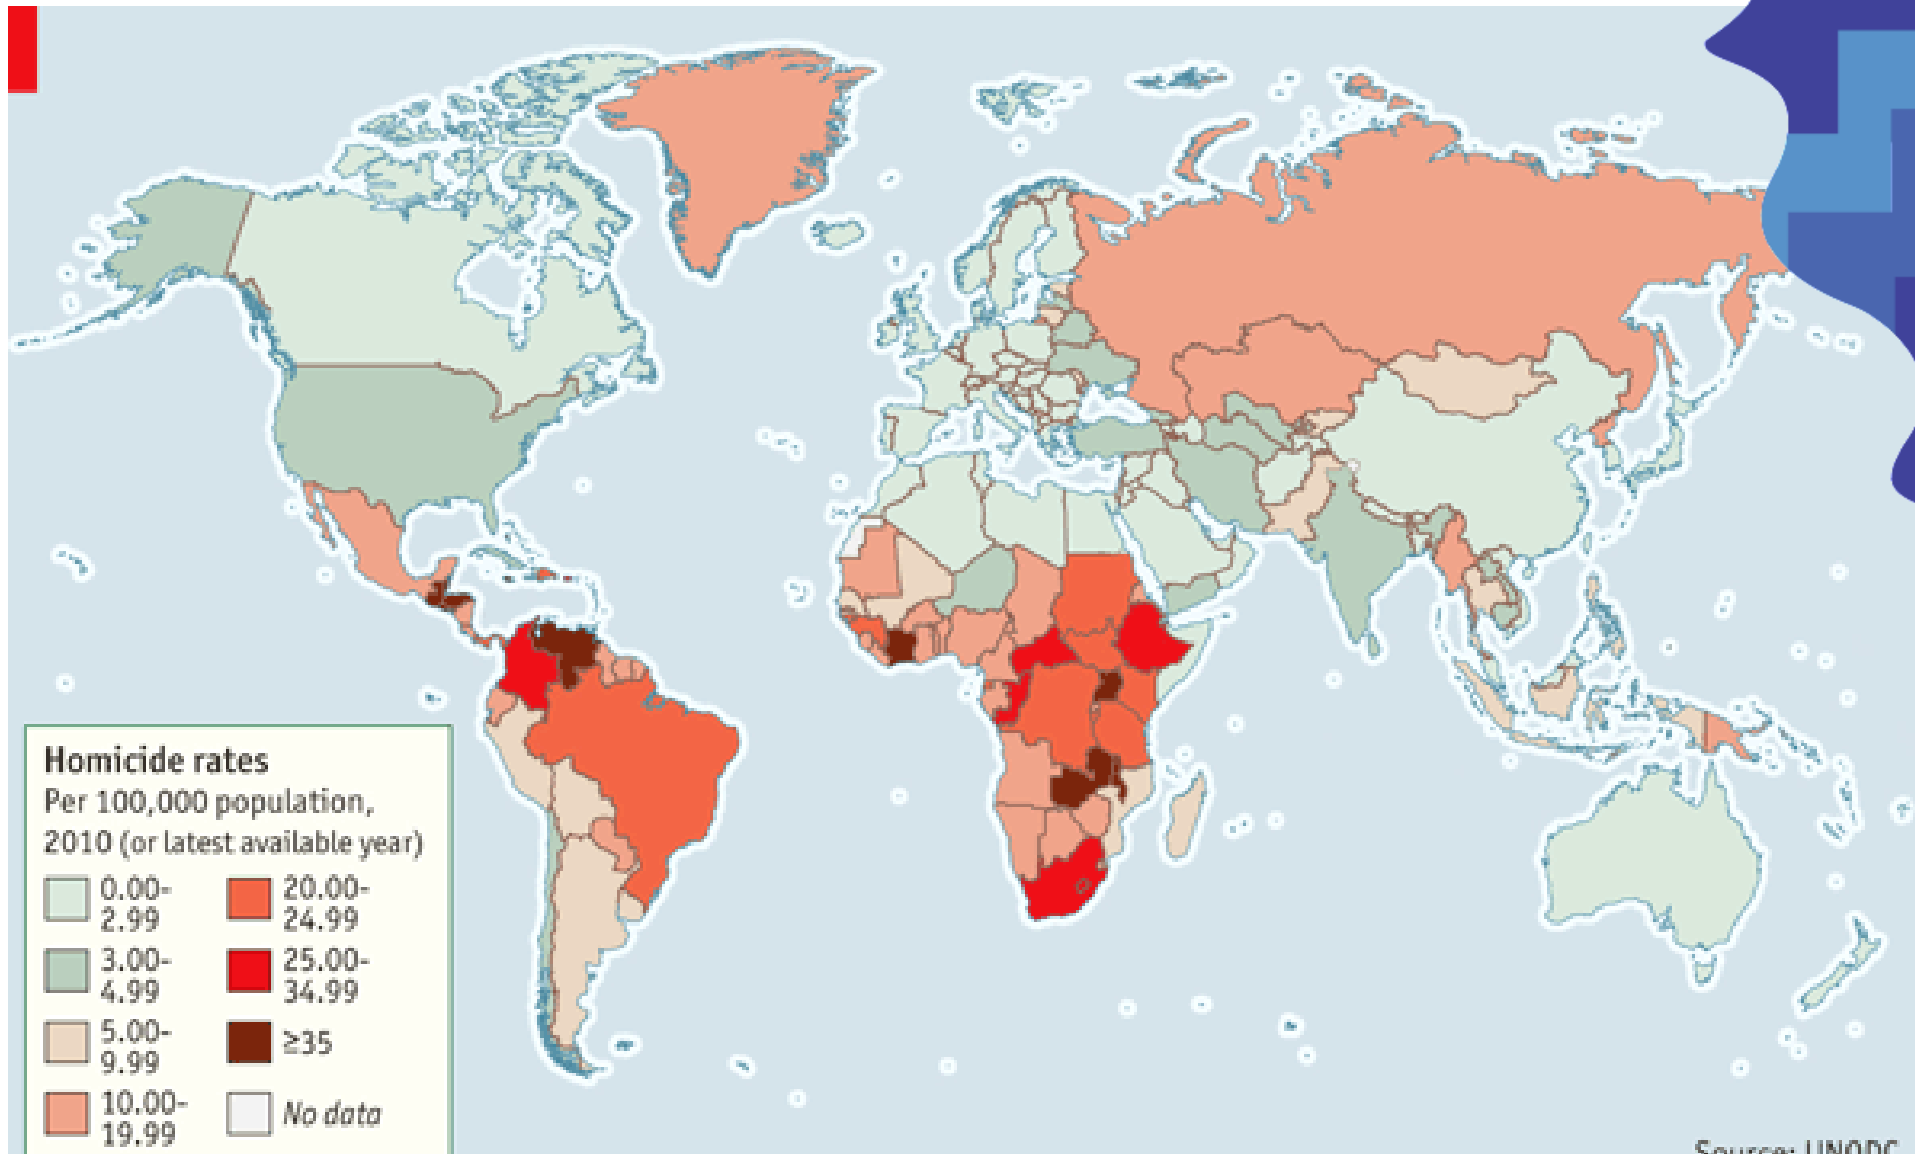 Homicide rates
Per 100,000 population,
2010 (or latest available year)
0.00-
2.99
3.00-
4.99
5.00-
9.99
10.00-
19.99
20.00-
24.99
25.00-
34.99
≥35
No data
Source: UNODC